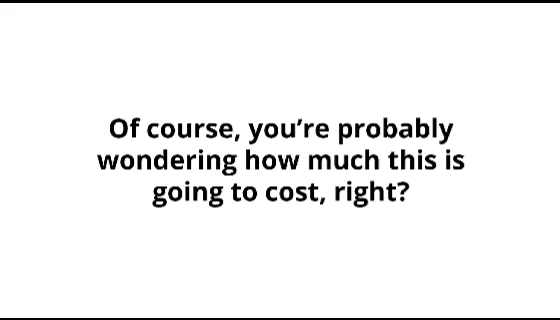 Of course, you’re probably
wondering how much this is
going to cost, right?